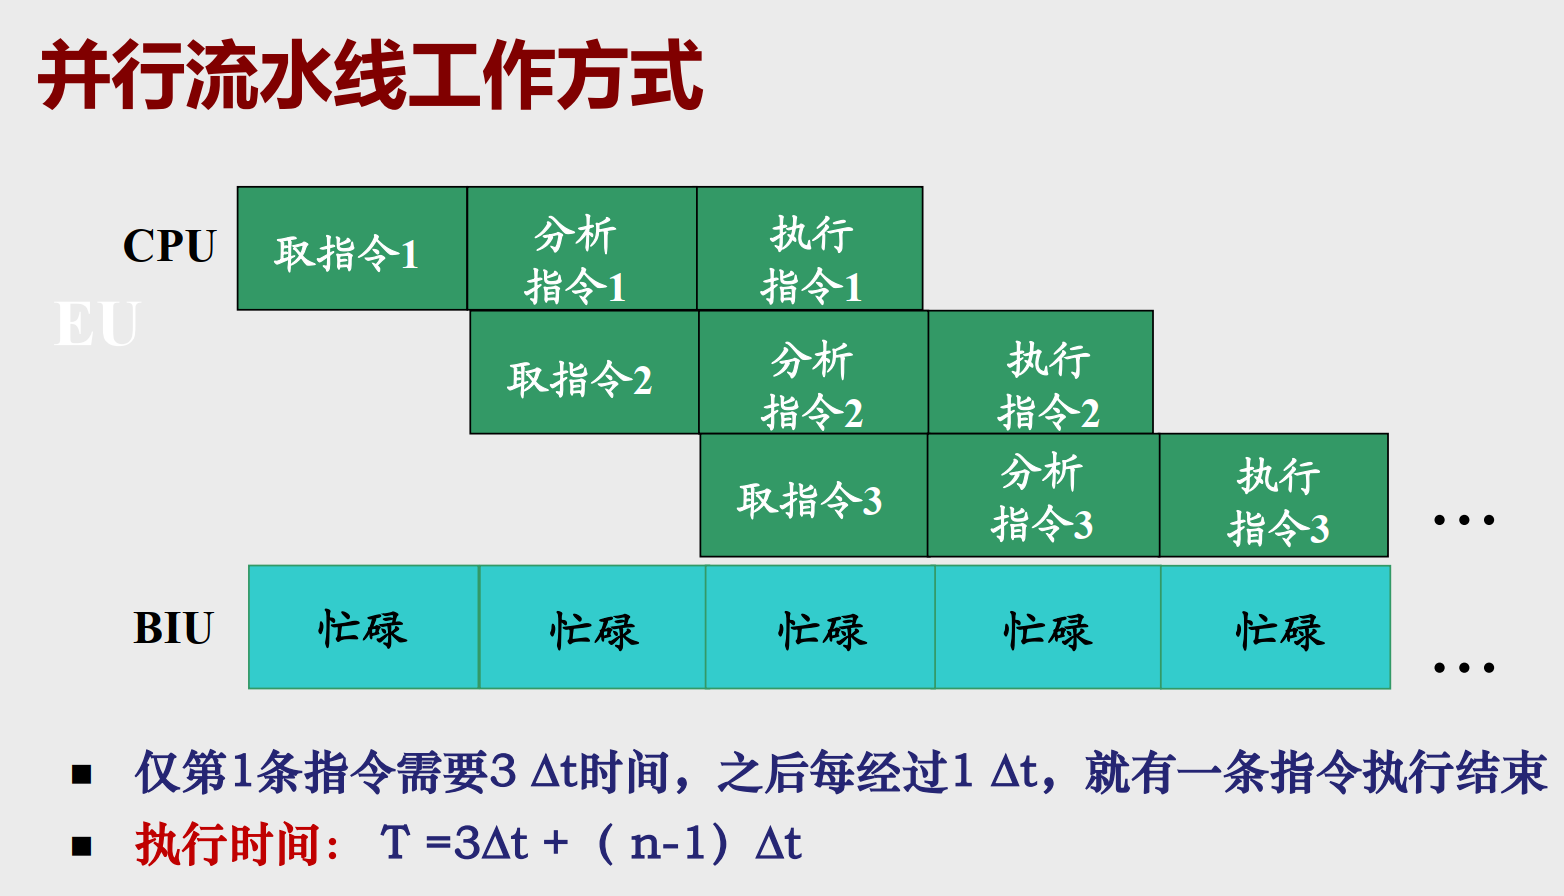 并行流水线工作方式
CPU
取指令1
分析
指令1
执行
指令1
EU
取指令2
分析
指令2
执行
指令2
取指令3
分析
指令3
执行
指令3
…
BIU
忙碌
忙碌
忙碌
忙碌
忙碌
…
■ 仅第1条指令需要3 Δt时间，之后每经过1 Δt，就有一条指令执行结束
■ 执行时间： T =3Δt +（ n-1）Δt